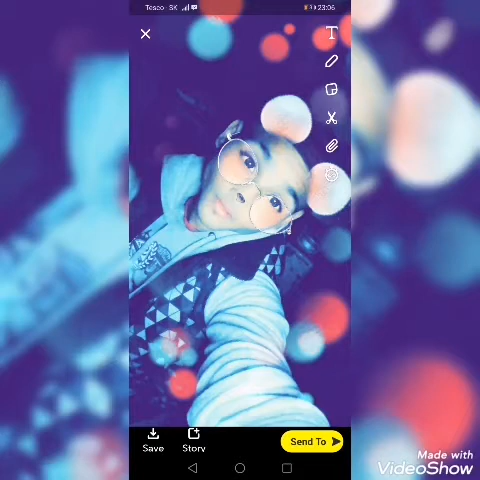 Tesco - SK
23:06
T
Save
Story
Send To
Made with
VideoShow